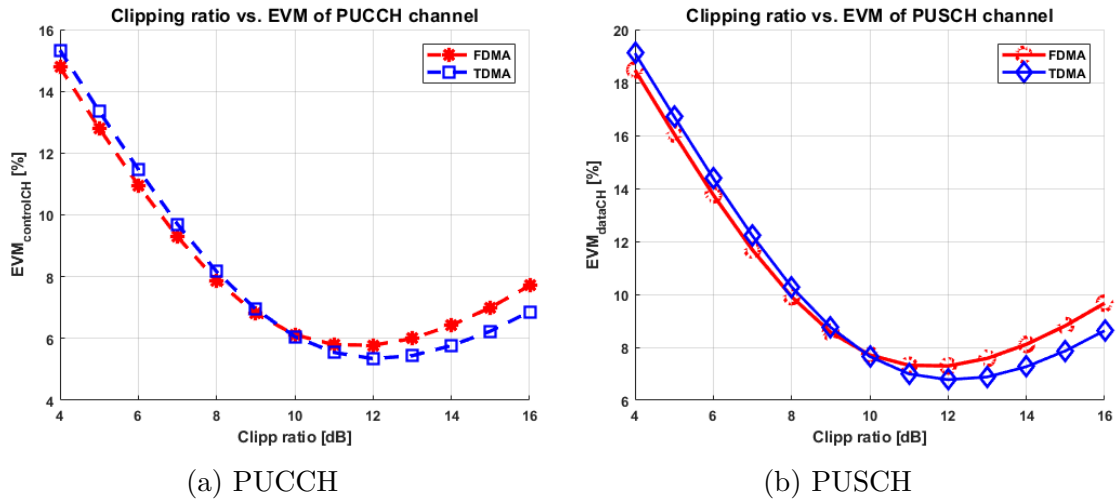 Clipping ratio vs. EVM of PUCCH channel
16
14
12
10
8
6
4
EVM_controlCH [%]
4 6 8 10 12 14 16
Clipp ratio [dB]
FDMA
TDMA
(a) PUCCH
Clipping ratio vs. EVM of PUSCH channel
20
18
16
14
12
10
8
6
EVM_dataCH [%]
4 6 8 10 12 14 16
Clipp ratio [dB]
FDMA
TDMA
(b) PUSCH